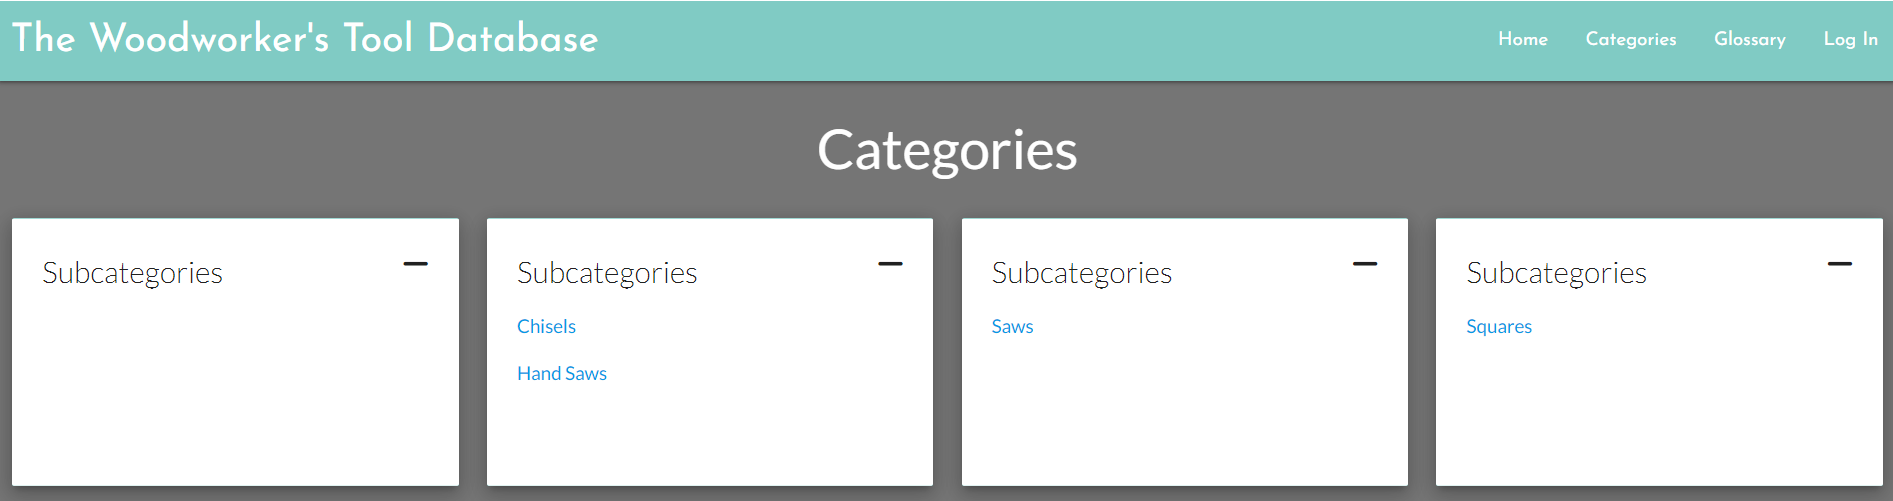 The Woodworker's Tool Database
Home Categories Glossary Log In
Categories
Subcategories
Subcategories
Chisels
Hand Saws
Subcategories
Saws
Subcategories
Squares